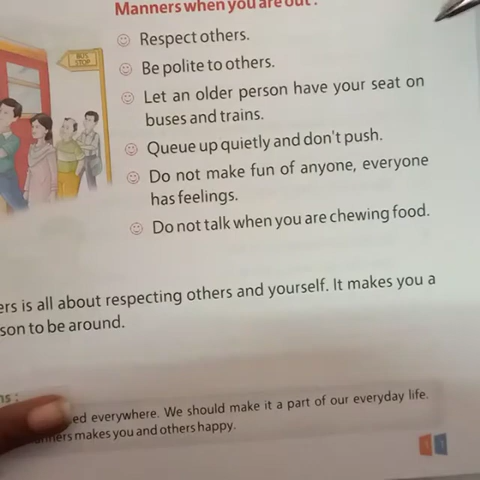 Manners when you are out :
BUS STOP
Respect others.
Be polite to others.
Let an older person have your seat on
buses and trains.
Queue up quietly and don't push.
Do not make fun of anyone, everyone
has feelings.
Do not talk when you are chewing food.
ers is all about respecting others and yourself. It makes you a
son to be around.
ns :
ed everywhere. We should make it a part of our everyday life.
ners makes you and others happy.